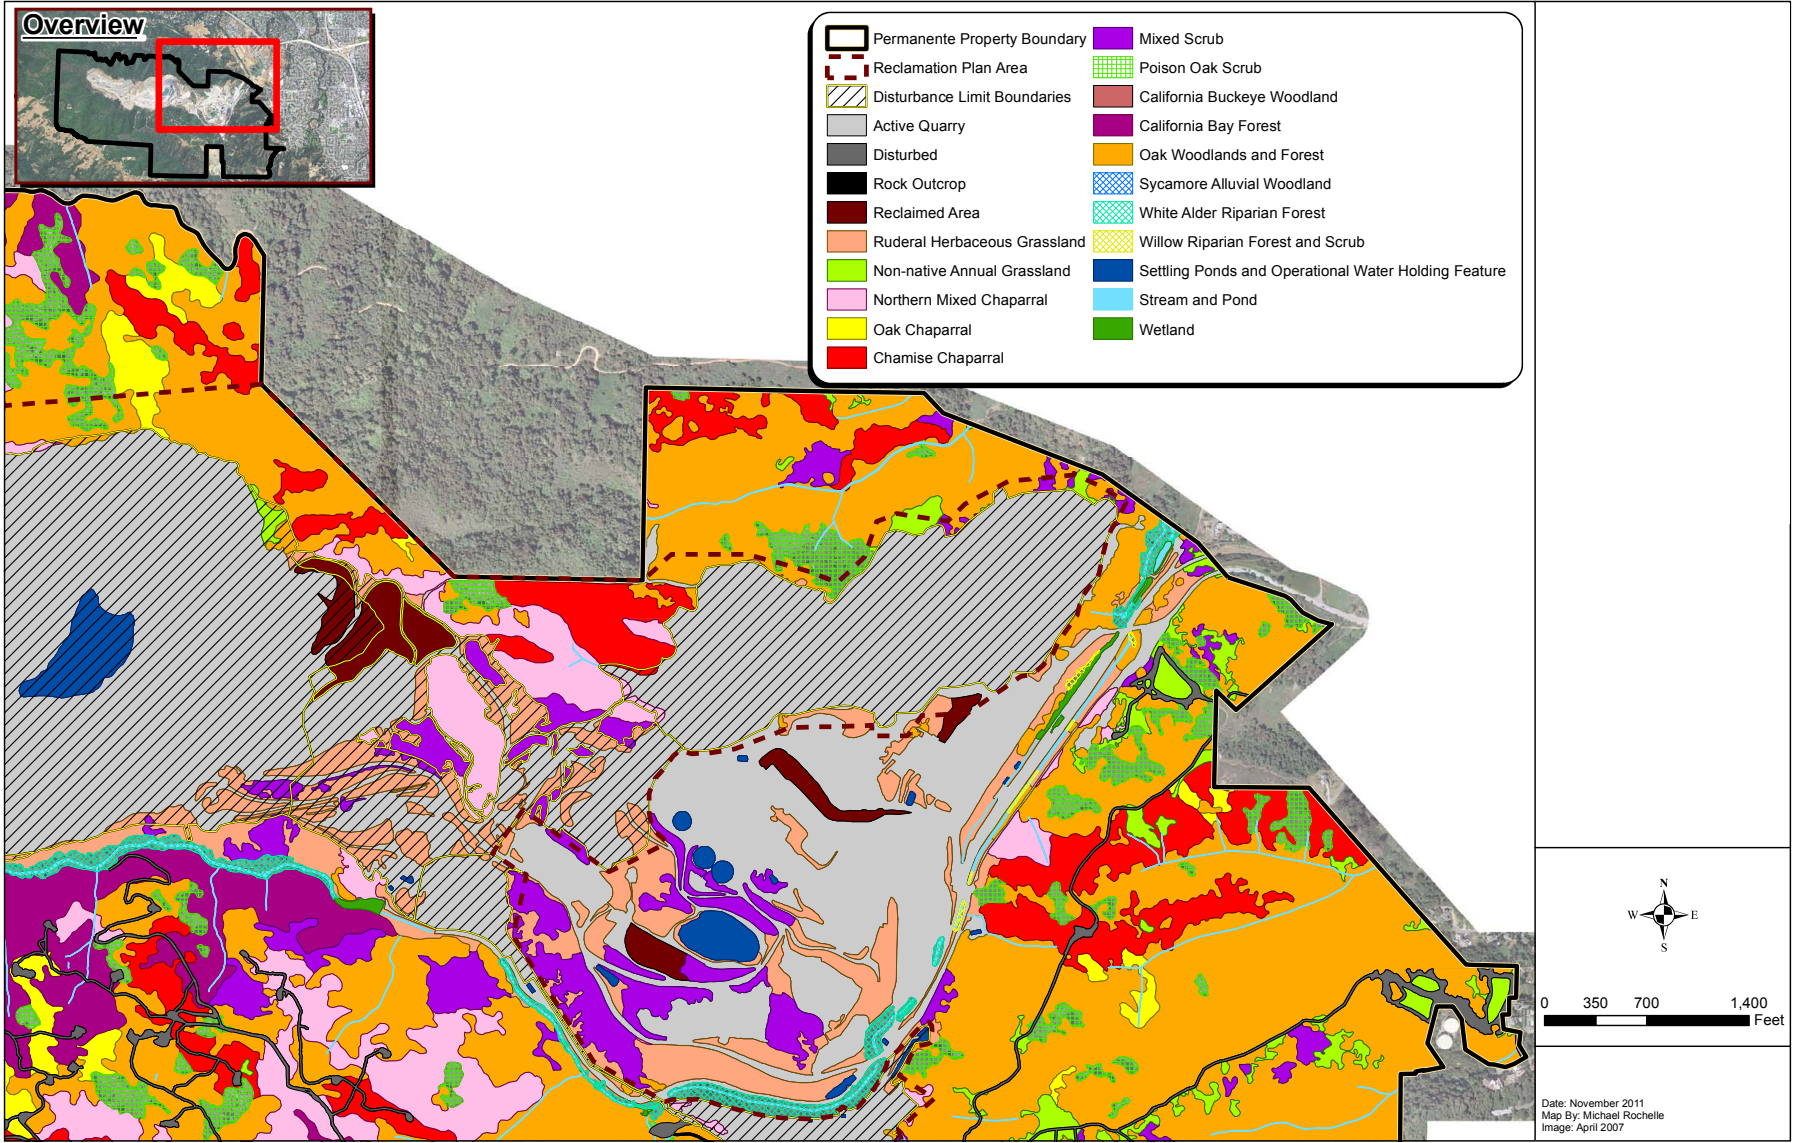 Overview
Permanente Property Boundary
Reclamation Plan Area
Disturbance Limit Boundaries
Active Quarry
Disturbed
Rock Outcrop
Reclaimed Area
Ruderal Herbaceous Grassland
Non-native Annual Grassland
Northern Mixed Chaparral
Oak Chaparral
Chamise Chaparral
Mixed Scrub
Poison Oak Scrub
California Buckeye Woodland
California Bay Forest
Oak Woodlands and Forest
Sycamore Alluvial Woodland
White Alder Riparian Forest
Willow Riparian Forest and Scrub
Settling Ponds and Operational Water Holding Feature
Stream and Pond
Wetland
N
W E
S
0 350 700 1,400
Feet
Date: November 2011
Map By: Michael Rochelle
Image: April 2007